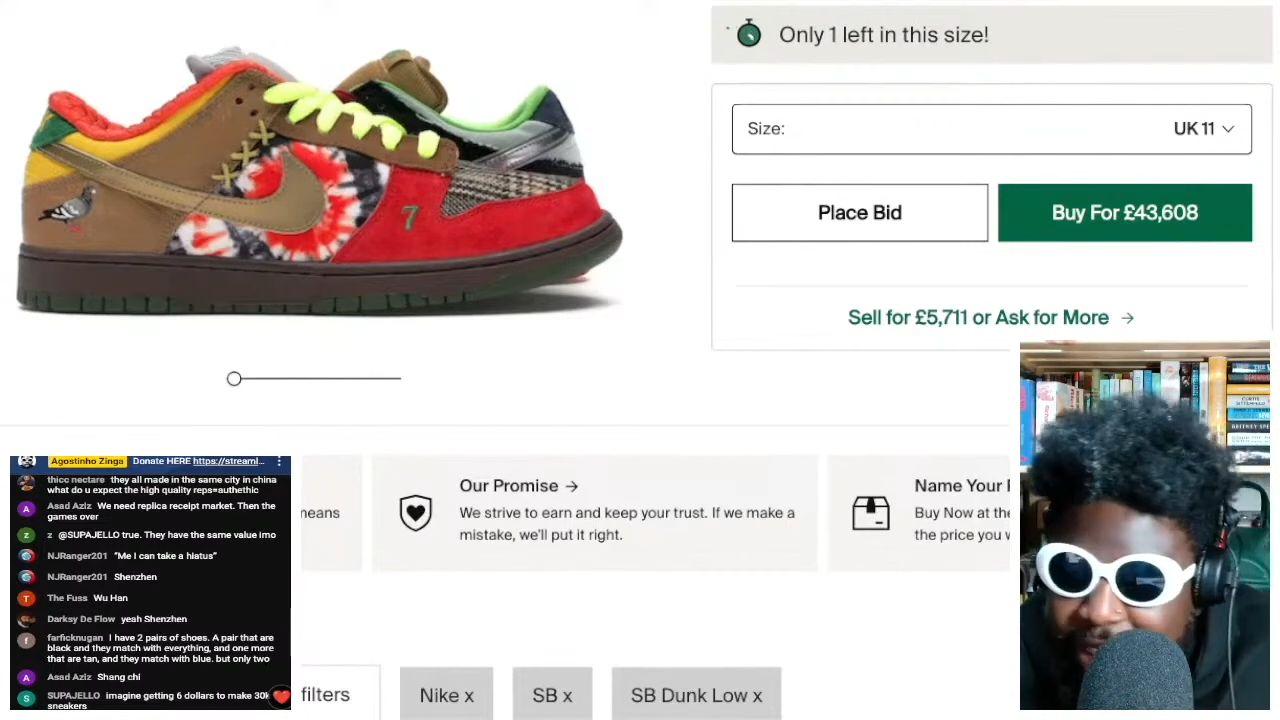 Only 1 left in this size!
Size:
UK 11
Place Bid
Buy For £43,608
Sell for £5,711 or Ask for More →
7
Agostinho Zinga Donate HERE https://streaml...
thicc nectare they all made in the same city in china
what do u expect the high quality reps=authethic
Asad Aziz We need replica receipt market. Then the
games over
z @SUPAJELLO true. They have the same value imo
NJRanger201 “Me I can take a hiatus”
NJRanger201 Shenzhen
The Fuss Wu Han
Darksy De Flow yeah Shenzhen
farficknugan I have 2 pairs of shoes. A pair that are
black and they match with everything, and one more
that are tan, and they match with blue. but only two
Asad Aziz Shang chi
SUPAJELLO imagine getting 6 dollars to make 30k
sneakers
neans
Our Promise →
We strive to earn and keep your trust. If we make a
mistake, we'll put it right.
Name Your
Buy Now at the
the price you
filters
Nike x
SB x
SB Dunk Low x
BRITNEY SPE